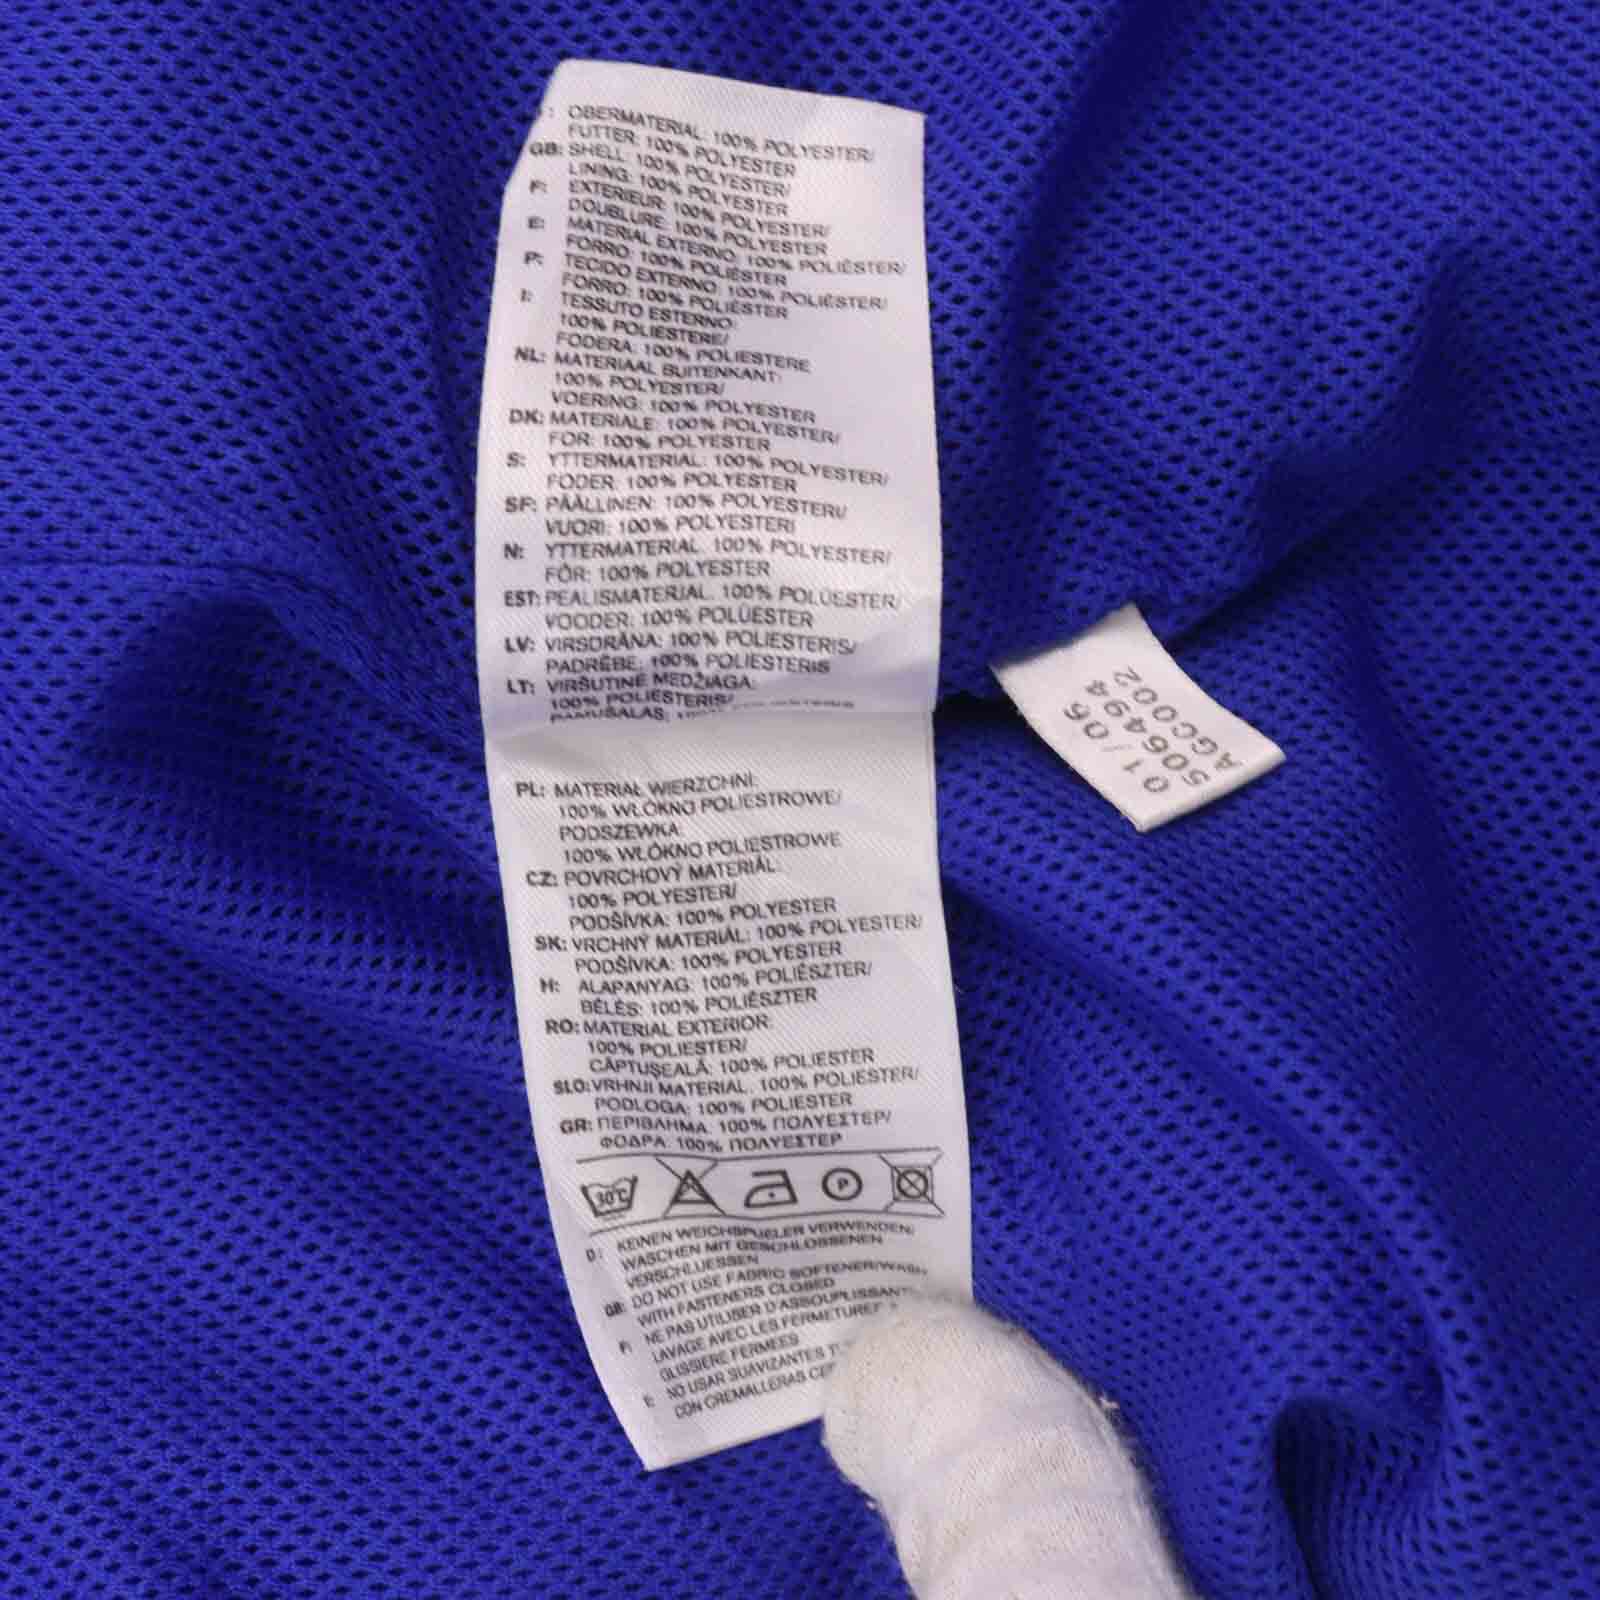 : OBERMATERIAL: 100% POLYESTER/
FUTTER: 100% POLYESTER
GB: SHELL: 100% POLYESTER/
LINING: 100% POLYESTER
F: EXTERIEUR: 100% POLYESTER/
DOUBLURE: 100% POLYESTER
E: MATERIAL EXTERNO: 100% POLIÉSTER/
FORRO: 100% POLIÉSTER
P: TECIDO EXTERNO: 100% POLIÉSTER/
FORRO: 100% POLIÉSTER
I: TESSUTO ESTERNO:
100% POLIESTERE/
FODERA: 100% POLIESTERE
NL: MATERIAAL BUITENKANT:
100% POLYESTER/
VOERING: 100% POLYESTER
DK: MATERIALE: 100% POLYESTER/
FOR: 100% POLYESTER
S: YTTERMATERIAL: 100% POLYESTER/
FODER: 100% POLYESTER
SF: PÄÄLLINEN: 100% POLYESTERI/
VUORI: 100% POLYESTERI
N: YTTERMATERIAL: 100% POLYESTER/
FÔR: 100% POLYESTER
EST: PEALISMATERJAL: 100% POLÜESTER/
VOODER: 100% POLÜESTER
LV: VIRSDRĀNA: 100% POLIESTERIS/
PADRĒBE: 100% POLIESTERIS
LT: VIRŠUTINĖ MEDŽIAGA:
100% POLIESTERIS/
PAMUŠALAS:
PL: MATERIAŁ WIERZCHNI:
100% WŁÓKNO POLIESTROWE/
PODSZEWKA:
100% WŁÓKNO POLIESTROWE
CZ: POVRCHOVÝ MATERIÁL:
100% POLYESTER/
PODŠÍVKA: 100% POLYESTER
SK: VRCHNÝ MATERIÁL: 100% POLYESTER/
PODŠÍVKA: 100% POLYESTER
H: ALAPANYAG: 100% POLIÉSZTER/
BÉLÉS: 100% POLIÉSZTER
RO: MATERIAL EXTERIOR:
100% POLIESTER/
CĂPTUŞEALĂ: 100% POLIESTER
SLO: VRHNJI MATERIAL: 100% POLIESTER/
PODLOGA: 100% POLIESTER
GR: ΠΕΡΙΒΛΗΜΑ: 100% ΠΟΛΥΕΣΤΕΡ/
ΦΟΔΡΑ: 100% ΠΟΛΥΕΣΤΕΡ
30°C P
D: KEINEN WEICHSPUELER VERWENDEN/
WASCHEN MIT GESCHLOSSENEN
VERSCHLUESSEN
GB: DO NOT USE FABRIC SOFTENER/WASH
WITH FASTENERS CLOSED
F: NE PAS UTILISER D'ASSOUPLISSANT/
LAVAGE AVEC LES FERMETURES
GLISSIERE FERMEES
E: NO USAR SUAVIZANTES
CON CREMALLERAS
01/06
506494
AGC002